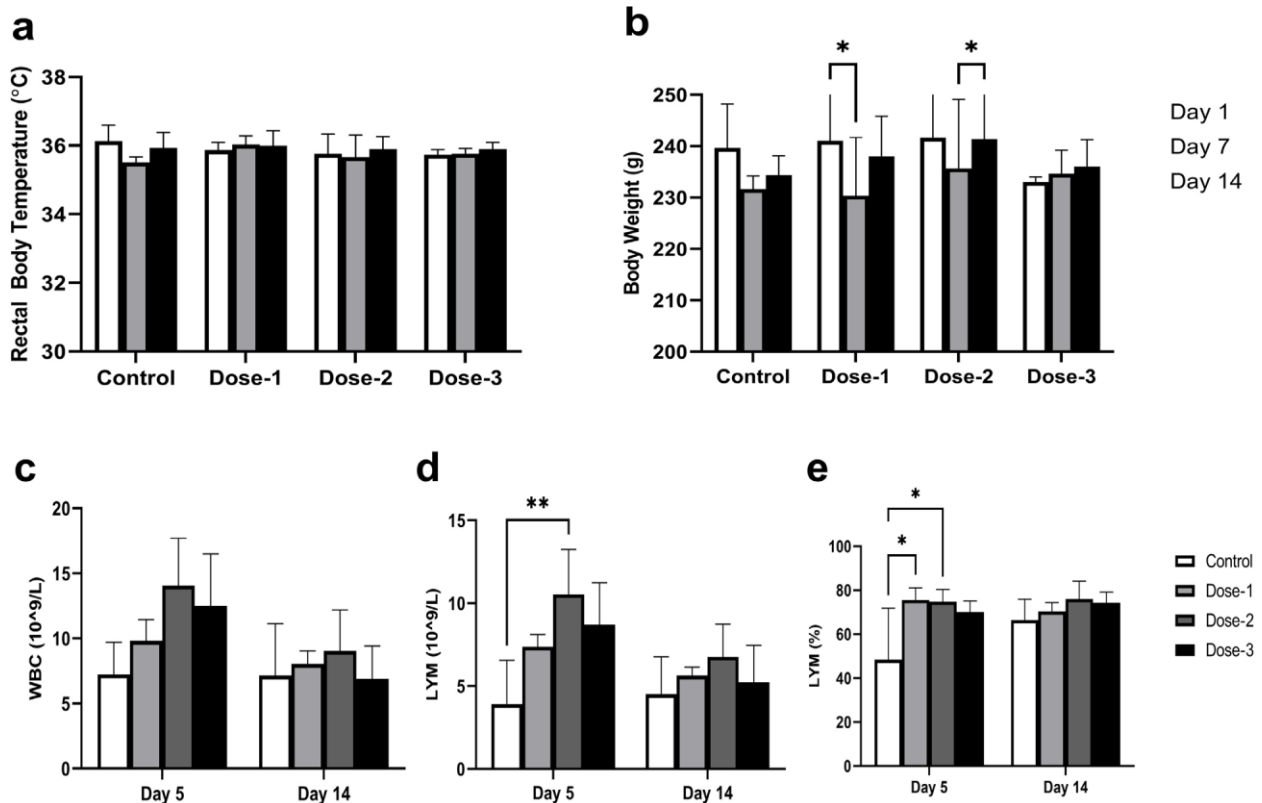 a
Rectal Body Temperature (°C)
38
36
34
32
30
Control Dose-1 Dose-2 Dose-3
b
* *
Body Weight (g)
250
240
230
220
210
200
Control Dose-1 Dose-2 Dose-3
Day 1
Day 7
Day 14
c
WBC (10^9/L)
20
15
10
5
0
Day 5 Day 14
d
**
LYM (10^9/L)
15
10
5
0
Day 5 Day 14
e
*
*
LYM (%)
100
80
60
40
20
0
Day 5 Day 14
Control
Dose-1
Dose-2
Dose-3